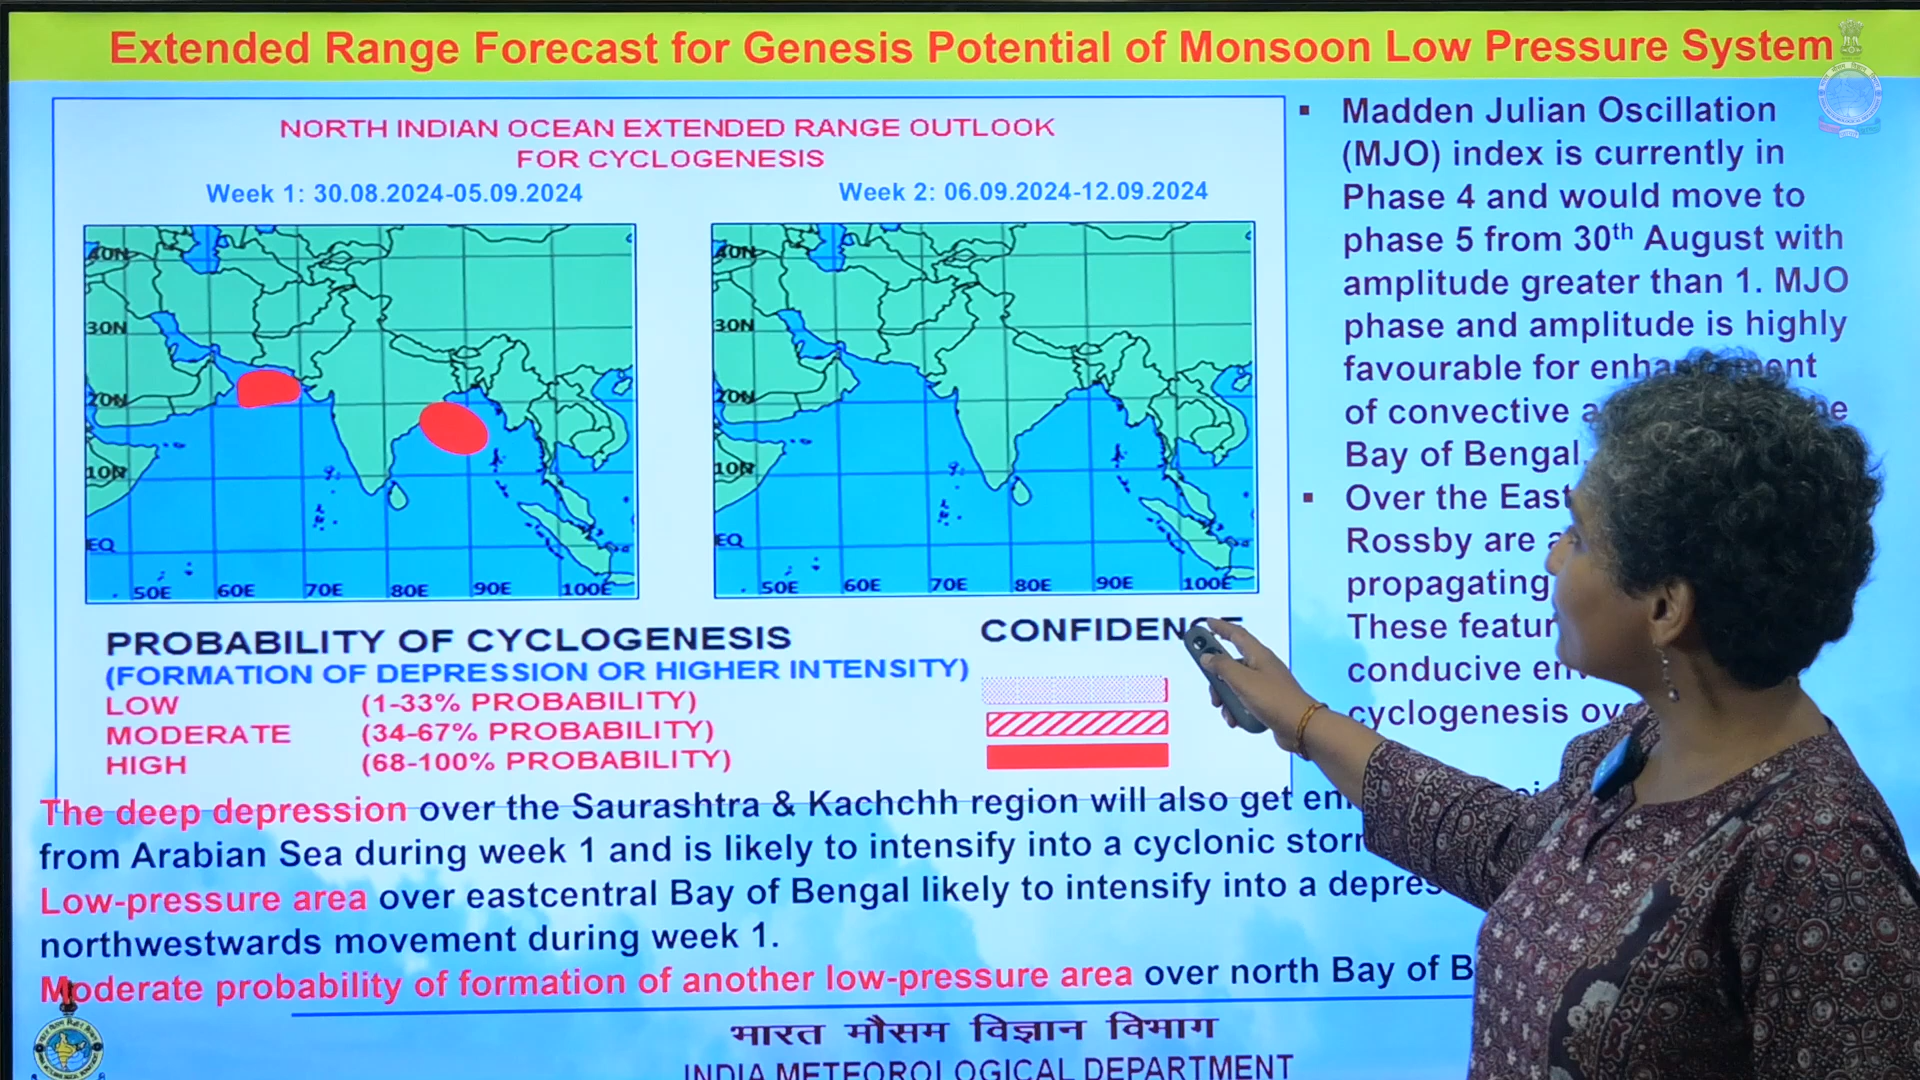 Extended Range Forecast for Genesis Potential of Monsoon Low Pressure System
NORTH INDIAN OCEAN EXTENDED RANGE OUTLOOK
FOR CYCLOGENESIS
Week 1: 30.08.2024-05.09.2024
Week 2: 06.09.2024-12.09.2024
40N
30N
20N
10N
EQ
50E 60E 70E 80E 90E 100E
40N
30N
20N
10N
EQ
50E 60E 70E 80E 90E 100E
PROBABILITY OF CYCLOGENESIS
(FORMATION OF DEPRESSION OR HIGHER INTENSITY)
LOW (1-33% PROBABILITY)
MODERATE (34-67% PROBABILITY)
HIGH (68-100% PROBABILITY)
CONFIDENCE
▪ Madden Julian Oscillation
(MJO) index is currently in
Phase 4 and would move to
phase 5 from 30th August with
amplitude greater than 1. MJO
phase and amplitude is highly
favourable for enhancement
of convective
Bay of Bengal.
▪ Over the East
Rossby are
propagating
These
conducive
cyclogenesis
The deep depression over the Saurashtra & Kachchh region will also get
from Arabian Sea during week 1 and is likely to intensify into a cyclonic
Low-pressure area over eastcentral Bay of Bengal likely to intensify into a
northwestwards movement during week 1.
Moderate probability of formation of another low-pressure area over north Bay of
भारत मौसम विज्ञान विभाग
INDIA METEOROLOGICAL DEPARTMENT